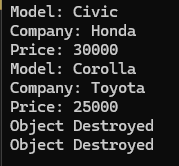 Model: Civic
Company: Honda
Price: 30000
Model: Corolla
Company: Toyota
Price: 25000
Object Destroyed
Object Destroyed